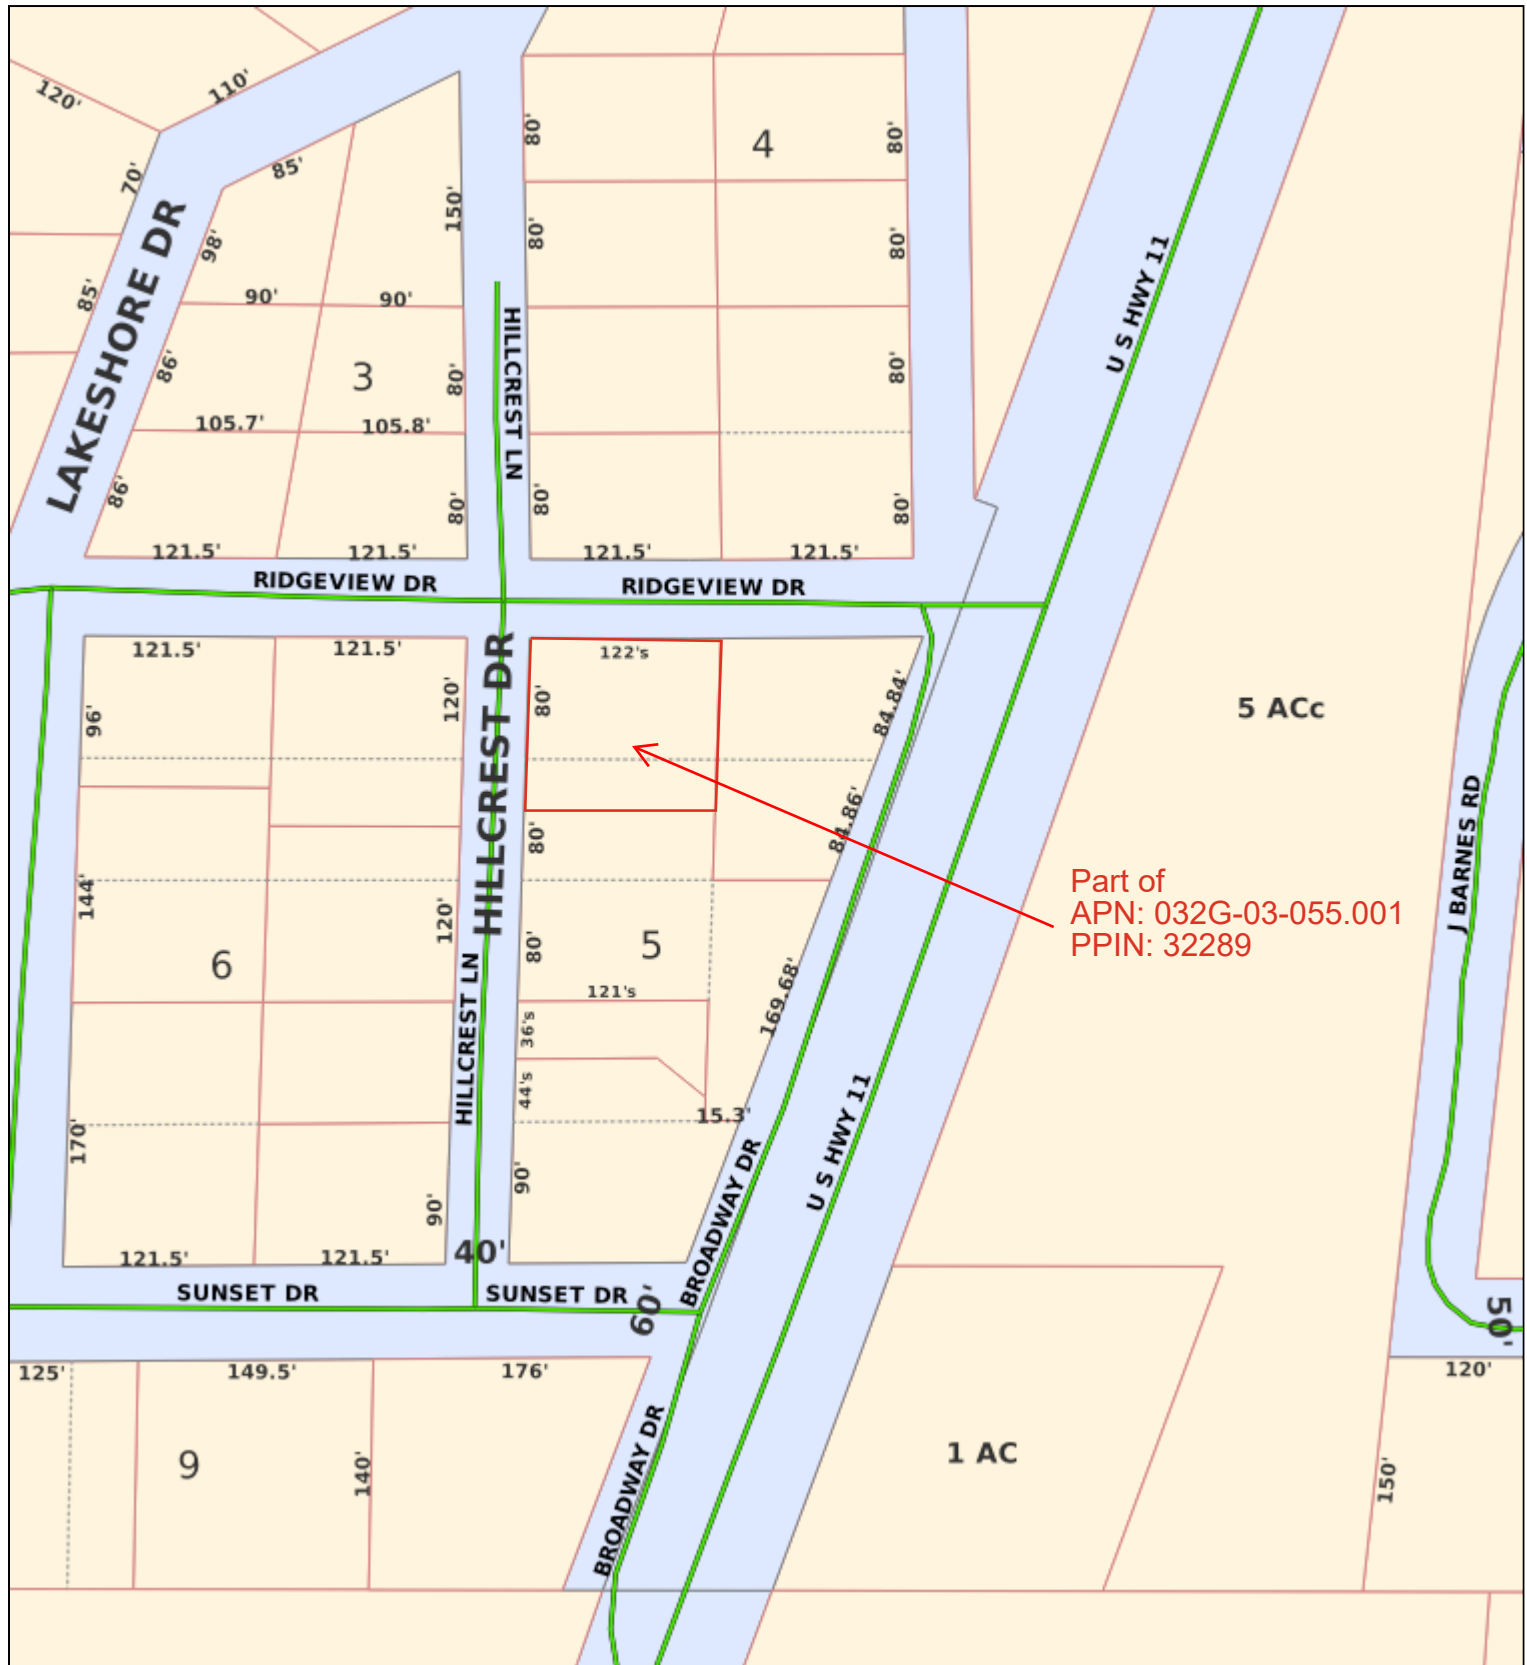 120'
110'
70'
85'
LAKESHORE DR
85'
98'
150'
90'
90'
86'
3
80'
105.7'
105.8'
86'
80'
121.5'
121.5'
80'
4
80'
80'
80'
HILLCREST LN
80'
80'
80'
121.5'
121.5'
U S HWY 11
RIDGEVIEW DR
RIDGEVIEW DR
121.5'
121.5'
96'
120'
HILLCREST DR
122's
80'
84.84'
5 ACc
84.86'
80'
J BARNES RD
Part of
APN: 032G-03-055.001
PPIN: 32289
144'
120'
6
80'
5
HILLCREST LN
121's
169.68'
36's
44's
15.3'
170'
90'
90'
U S HWY 11
BROADWAY DR
121.5'
121.5'
40'
SUNSET DR
SUNSET DR
60'
50'
125'
149.5'
176'
120'
9
140'
BROADWAY DR
1 AC
150'